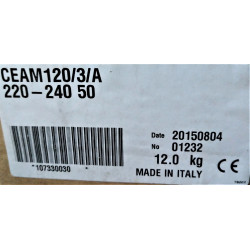 CEAM120/3/A
220-240 50
Date 20150804
No 01232
12.0 kg
*107330030*
MADE IN ITALY CE